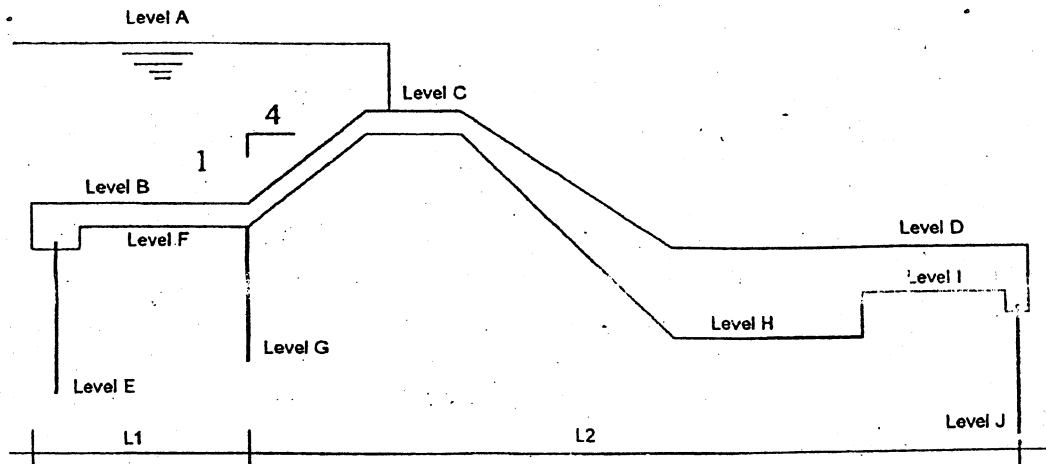 Level A
Level C
4
1
Level B
Level F
Level D
Level I
Level H
Level G
Level E
Level J
L1
L2